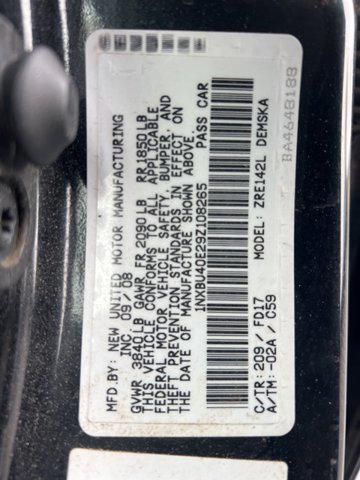 MFD.BY: NEW UNITED MOTOR MANUFACTURING
INC. 09/08
GVWR 3840LB GAWR FR2090LB RR1850LB
THIS VEHICLE CONFORMS TO ALL APPLICABLE
FEDERAL MOTOR VEHICLE SAFETY, BUMPER, AND
THEFT PREVENTION STANDARDS IN EFFECT ON
THE DATE OF MANUFACTURE SHOWN ABOVE.
1NXBU40E29Z108265 PASS CAR
C/TR: 209/FD17 MODEL: ZRE142L DEMSKA
A/TM: -02A/C59
BA4648188